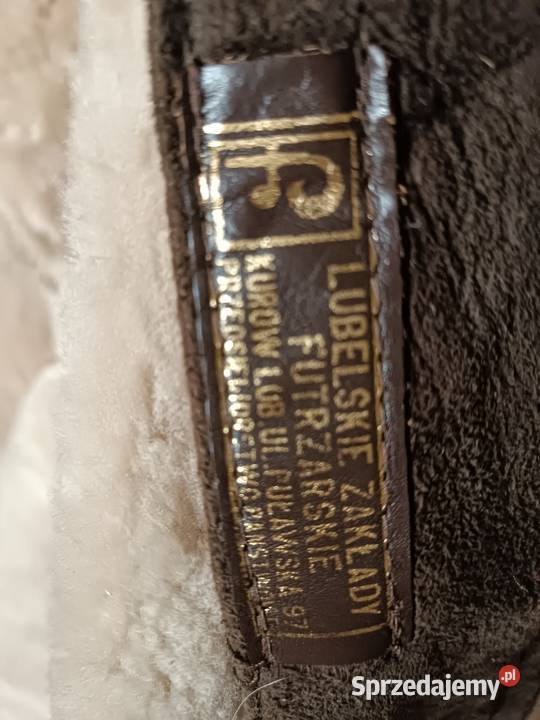 LUBELSKIE ZAKŁADY
FUTRZARSKIE
KURÓW LUB UL. PUŁAWSKA 97
PRZEDSIĘBIORSTWO PAŃSTWOWE
Sprzedajemy.pl